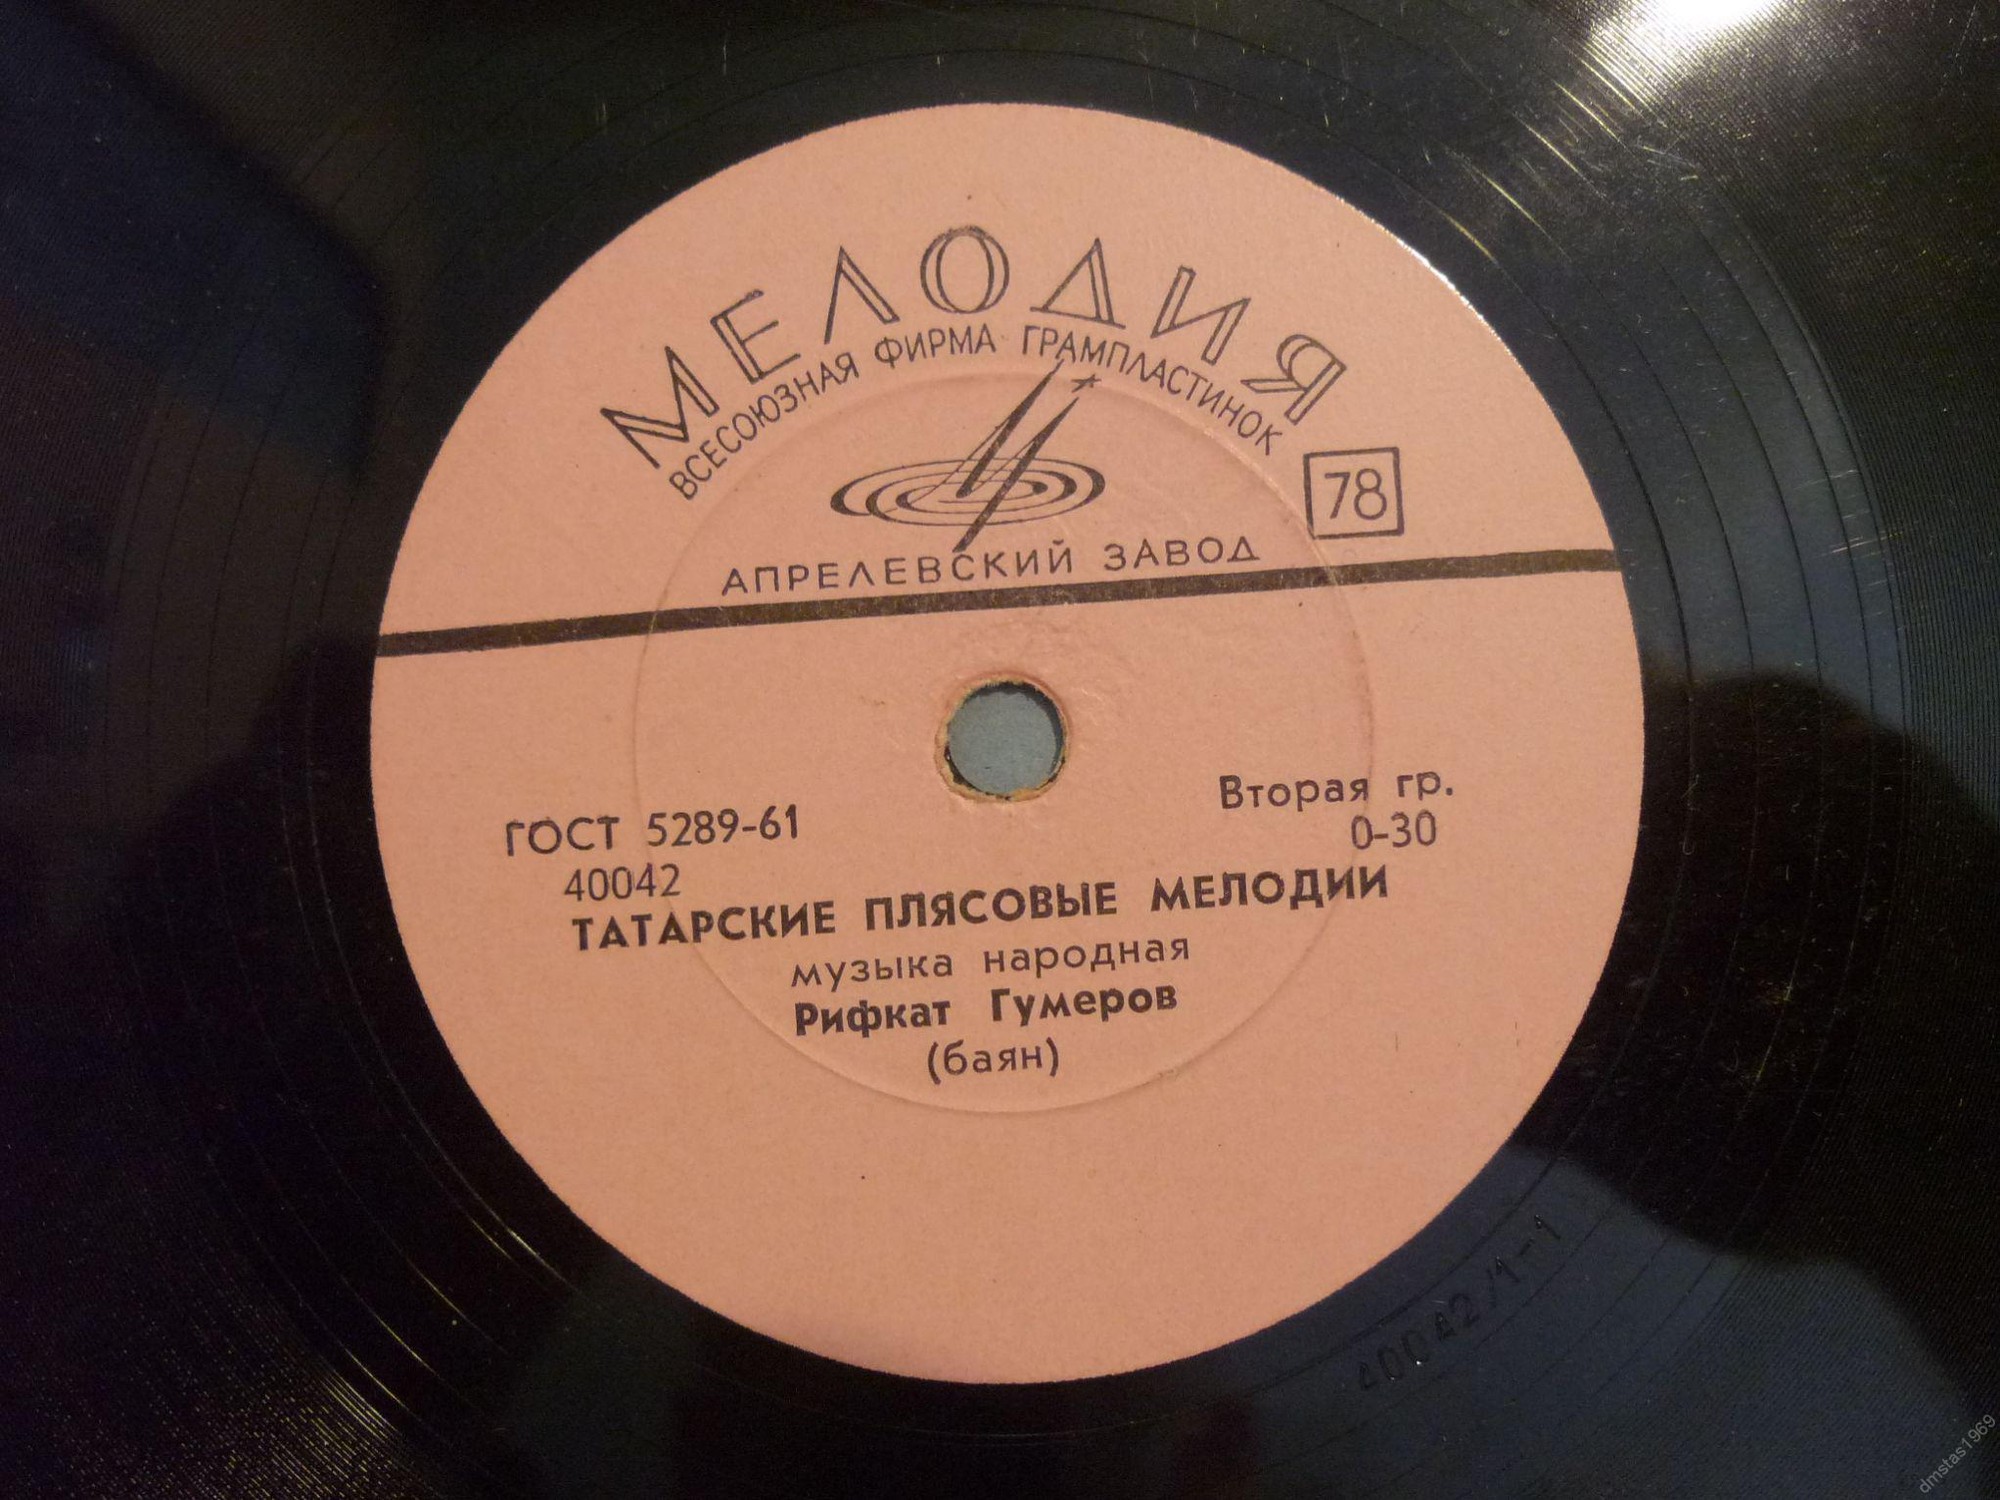 МЕЛОДИЯ
ВСЕСОЮЗНАЯ ФИРМА ГРАМПЛАСТИНОК
78
АПРЕЛЕВСКИЙ ЗАВОД
Вторая гр.
ГОСТ 5289-61
0-30
40042
ТАТАРСКИЕ ПЛЯСОВЫЕ МЕЛОДИИ
музыка народная
Рифкат Гумеров
(баян)
40042/1-1
dmstas1969